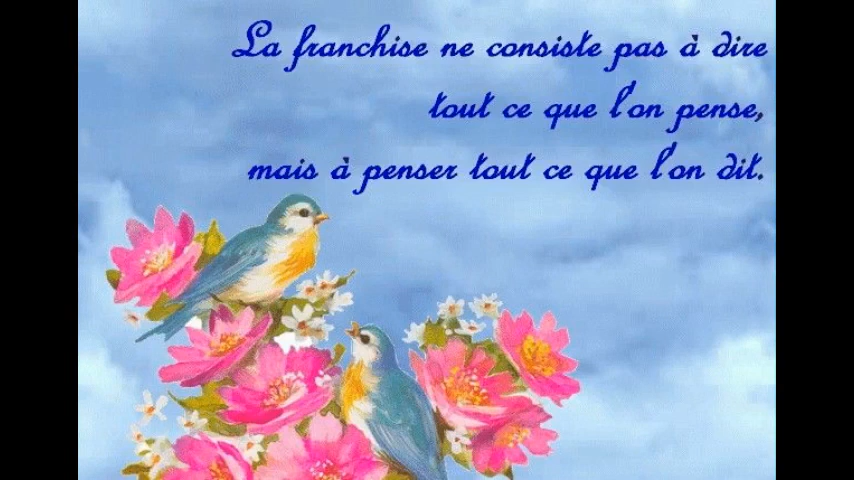 La franchise ne consiste pas à dire
tout ce que l'on pense,
mais à penser tout ce que l'on dit.